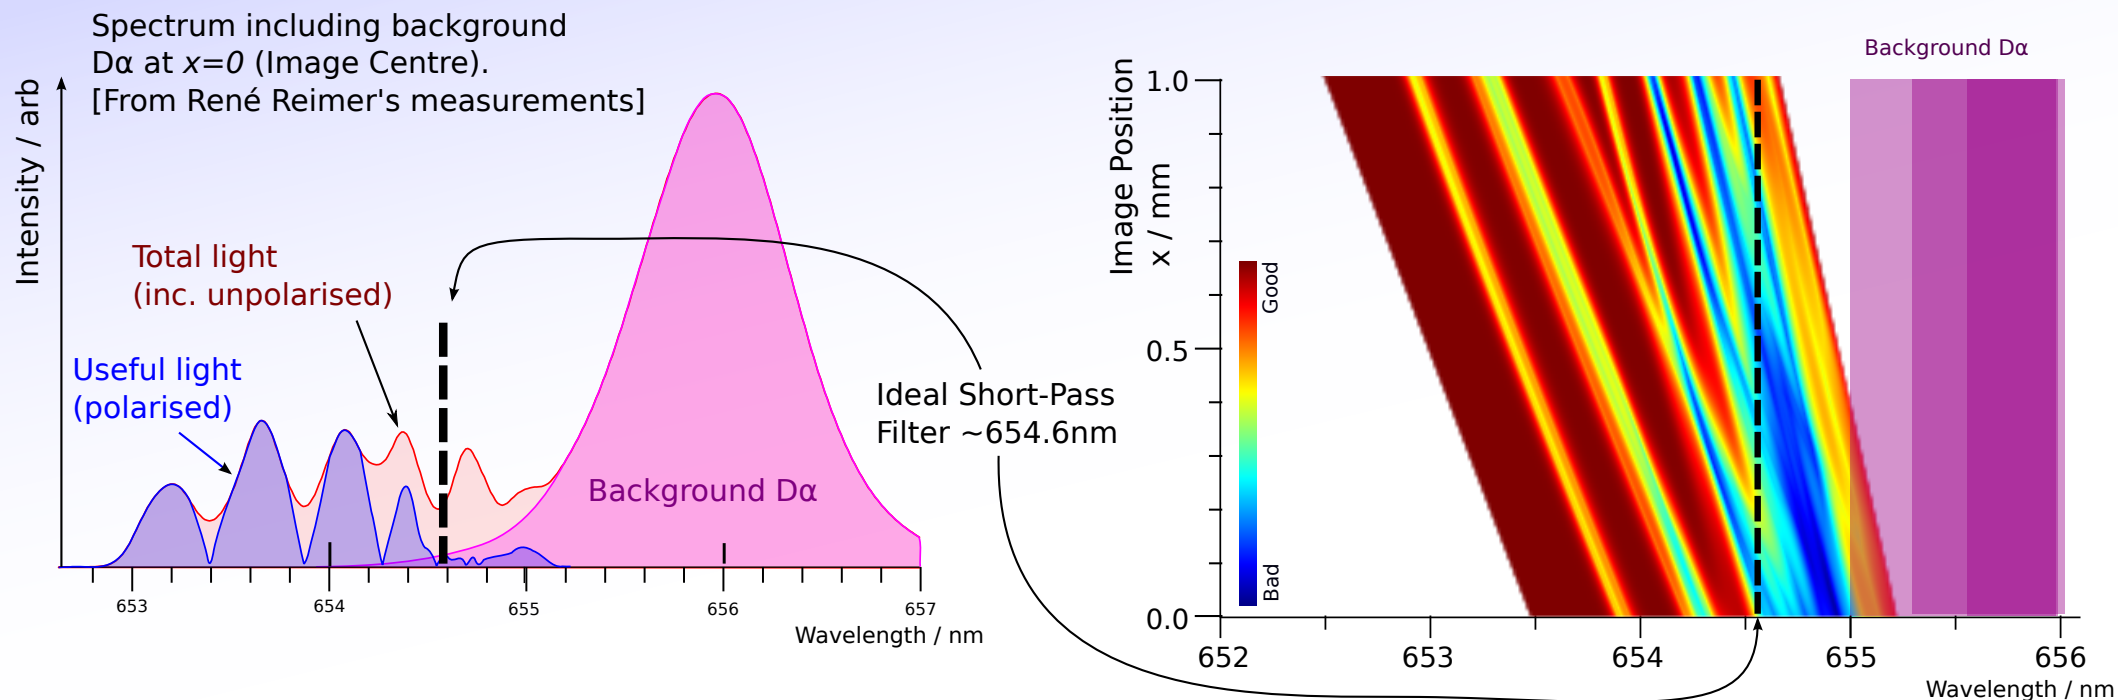 Spectrum including background
Dα at x=0 (Image Centre).
[From René Reimer's measurements]
Intensity / arb
Total light
(inc. unpolarised)
Useful light
(polarised)
Background Dα
653
654
655
656
657
Wavelength / nm
Ideal Short-Pass
Filter ~654.6nm
Background Dα
Image Position
x / mm
1.0
0.5
0.0
Good
Bad
652
653
654
655
656
Wavelength / nm